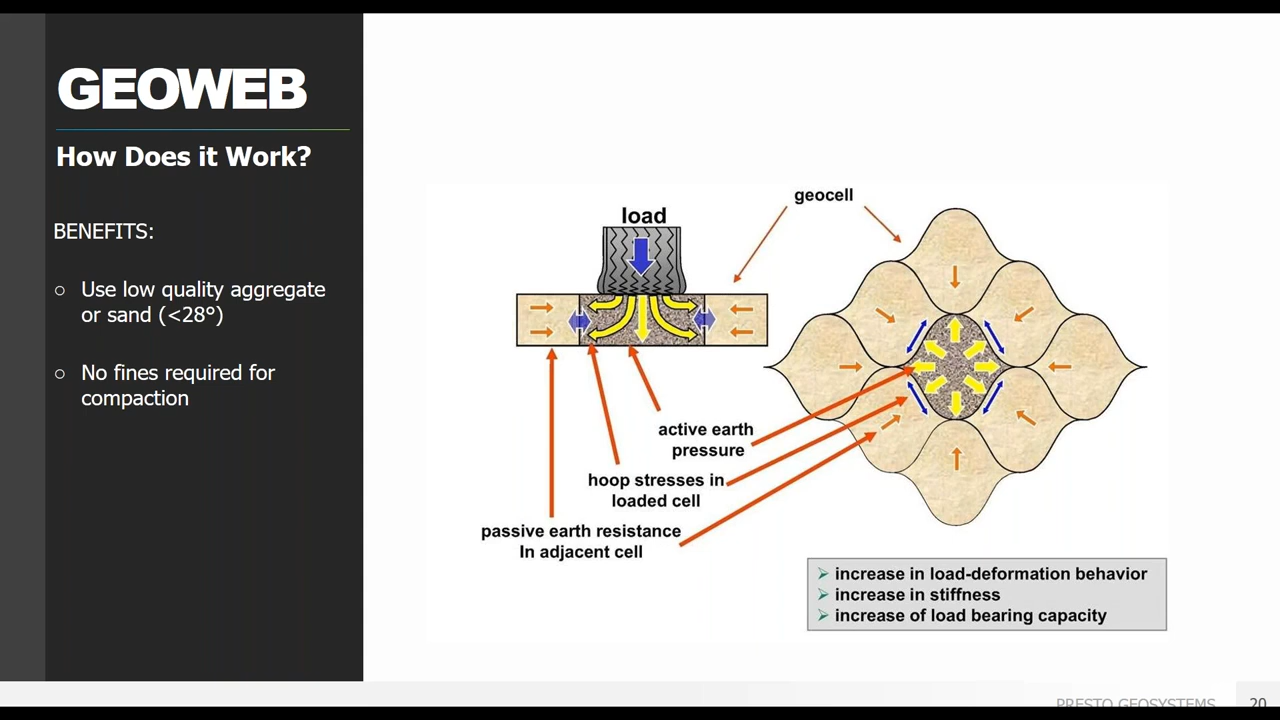 GEOWEB
How Does it Work?
BENEFITS:
○ Use low quality aggregate
or sand (<28°)
○ No fines required for
compaction
geocell
load
active earth
pressure
hoop stresses in
loaded cell
passive earth resistance
In adjacent cell
➢ increase in load-deformation behavior
➢ increase in stiffness
➢ increase of load bearing capacity
PRESTO GEOSYSTEMS
20